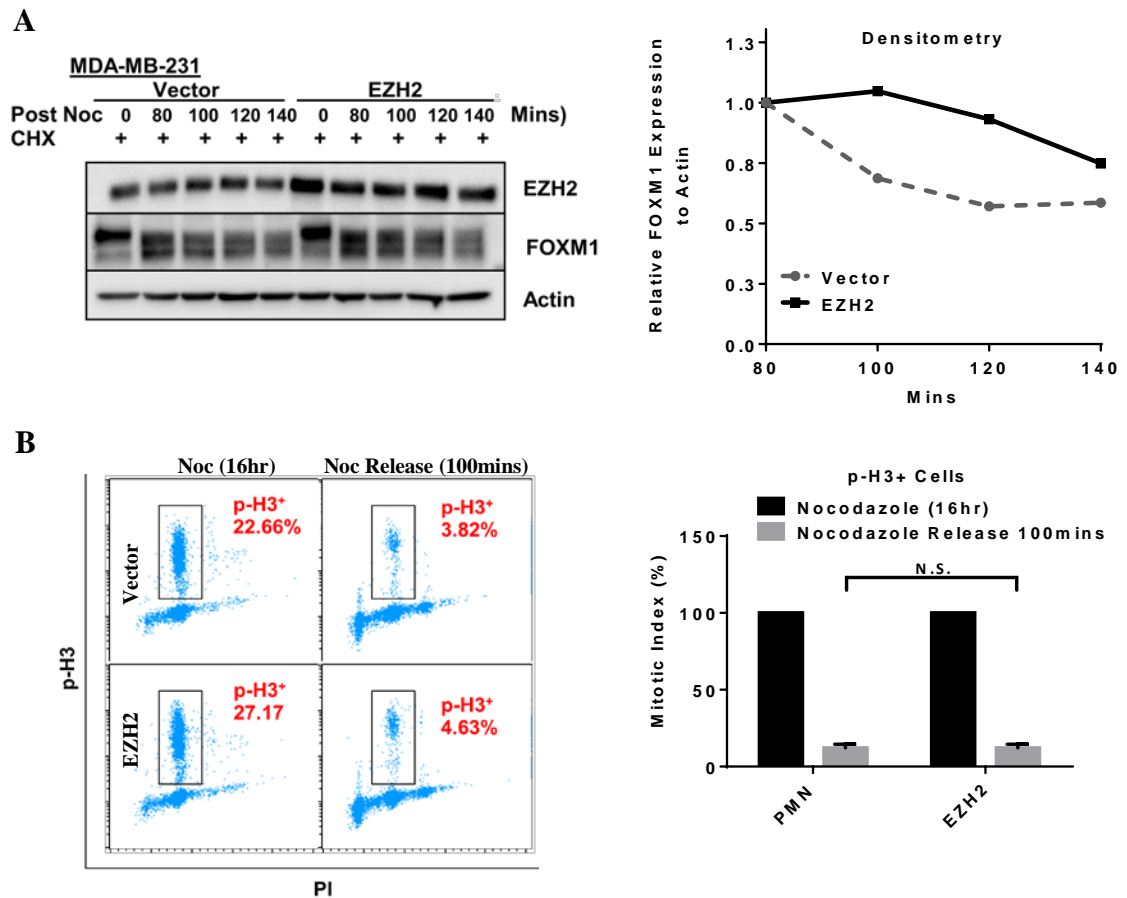 A
MDA-MB-231
Vector EZH2
Post Noc 0 80 100 120 140 0 80 100 120 140 Mins)
CHX + + + + + + + + + +
EZH2
FOXM1
Actin
Densitometry
Relative FOXM1 Expression
to Actin
1.3
1.0
0.8
0.5
0.3
0.0
Vector
EZH2
80 100 120 140
Mins
B
Noc (16hr) Noc Release (100mins)
p-H3
Vector
p-H3+
22.66%
p-H3+
3.82%
EZH2
p-H3+
27.17
p-H3+
4.63%
PI
p-H3+ Cells
Nocodazole (16hr)
Nocodazole Release 100mins
N.S.
Mitotic Index (%)
150
100
50
0
PMN EZH2